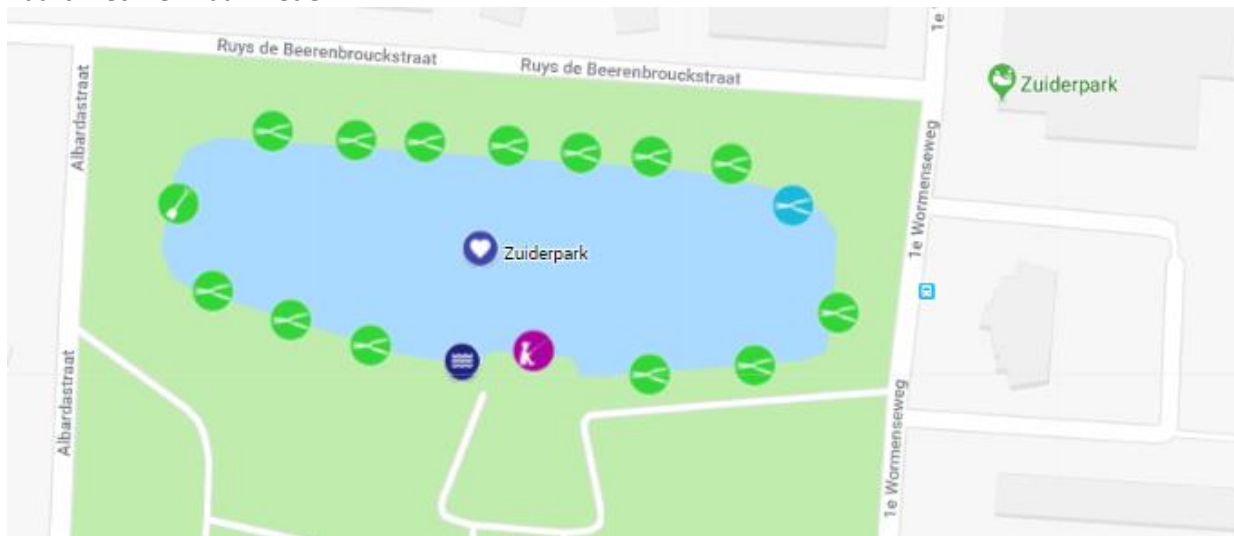 Ruys de Beerenbrouckstraat
Ruys de Beerenbrouckstraat
1e
Zuiderpark
Albardastraat
1e Wormenseweg
Zuiderpark
Albardastraat
1e Wormenseweg